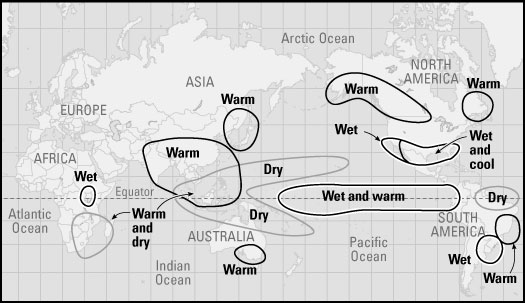 Arctic Ocean
NORTH
AMERICA
ASIA
Warm
Warm
EUROPE
Warm
Wet
Wet
and
cool
AFRICA
Warm
Dry
Wet
Equator
Wet and warm
Dry
Atlantic
Ocean
Warm
and
dry
Dry
SOUTH
AMERICA
AUSTRALIA
Pacific
Ocean
Warm
Wet
Warm
Indian
Ocean